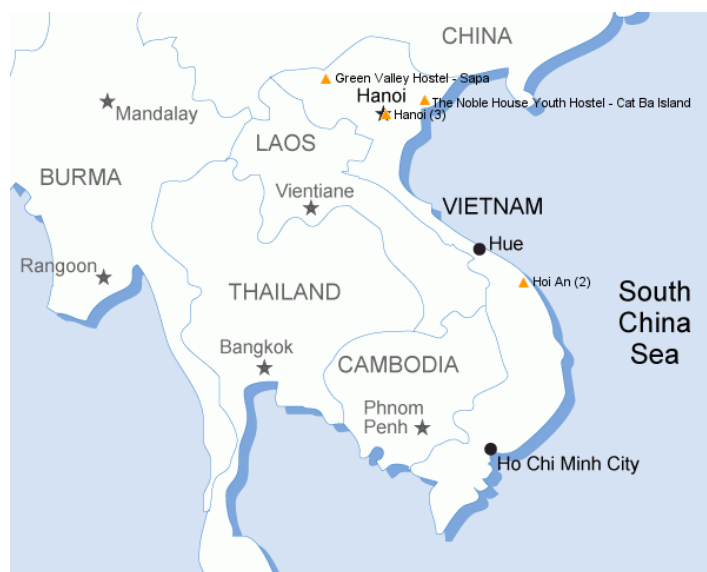 CHINA
Green Valley Hostel - Sapa
Hanoi
The Noble House Youth Hostel - Cat Ba Island
Mandalay
Hanoi (3)
LAOS
BURMA
Vientiane
VIETNAM
Hue
Rangoon
Hoi An (2)
THAILAND
South
China
Sea
Bangkok
CAMBODIA
Phnom
Penh
Ho Chi Minh City